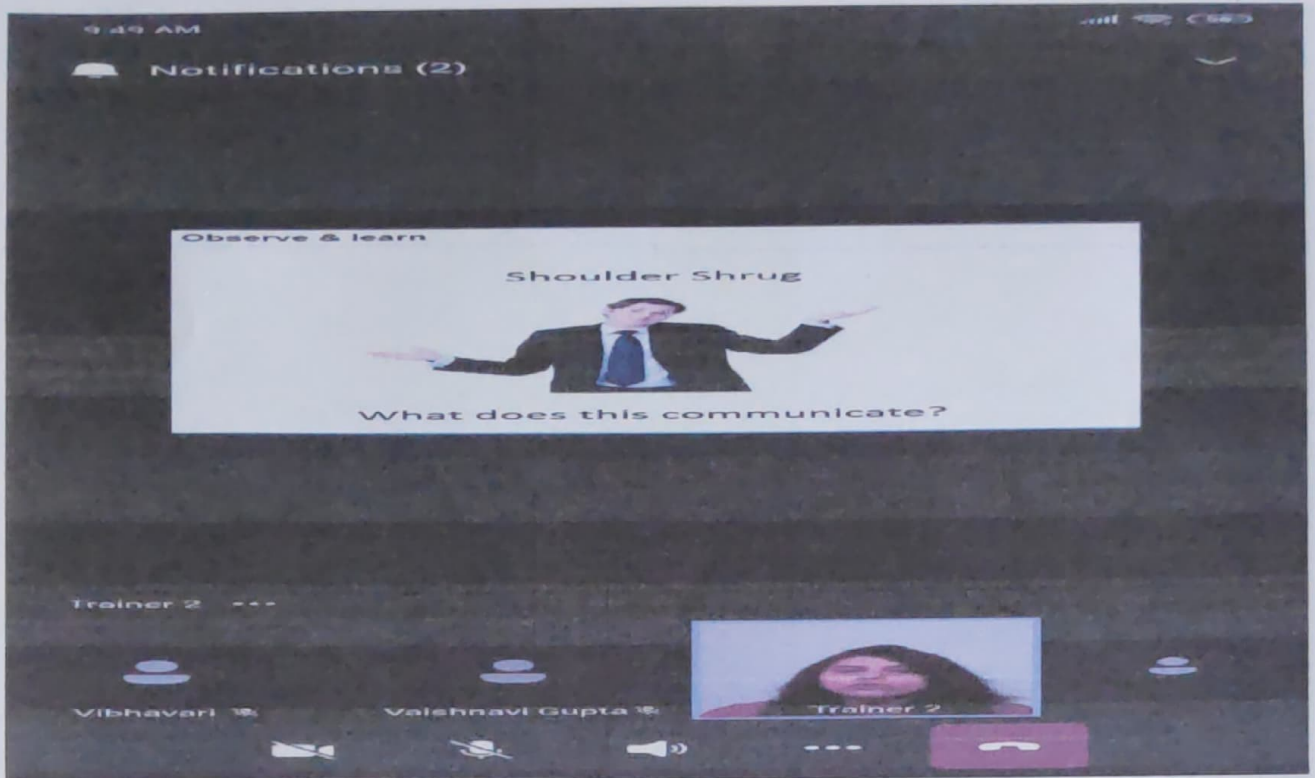 9:49 AM
56
Notifications (2)
Observe & learn
Shoulder Shrug
What does this communicate?
Trainer 2
Vibhavari
Vaishnavi Gupta
Trainer 2